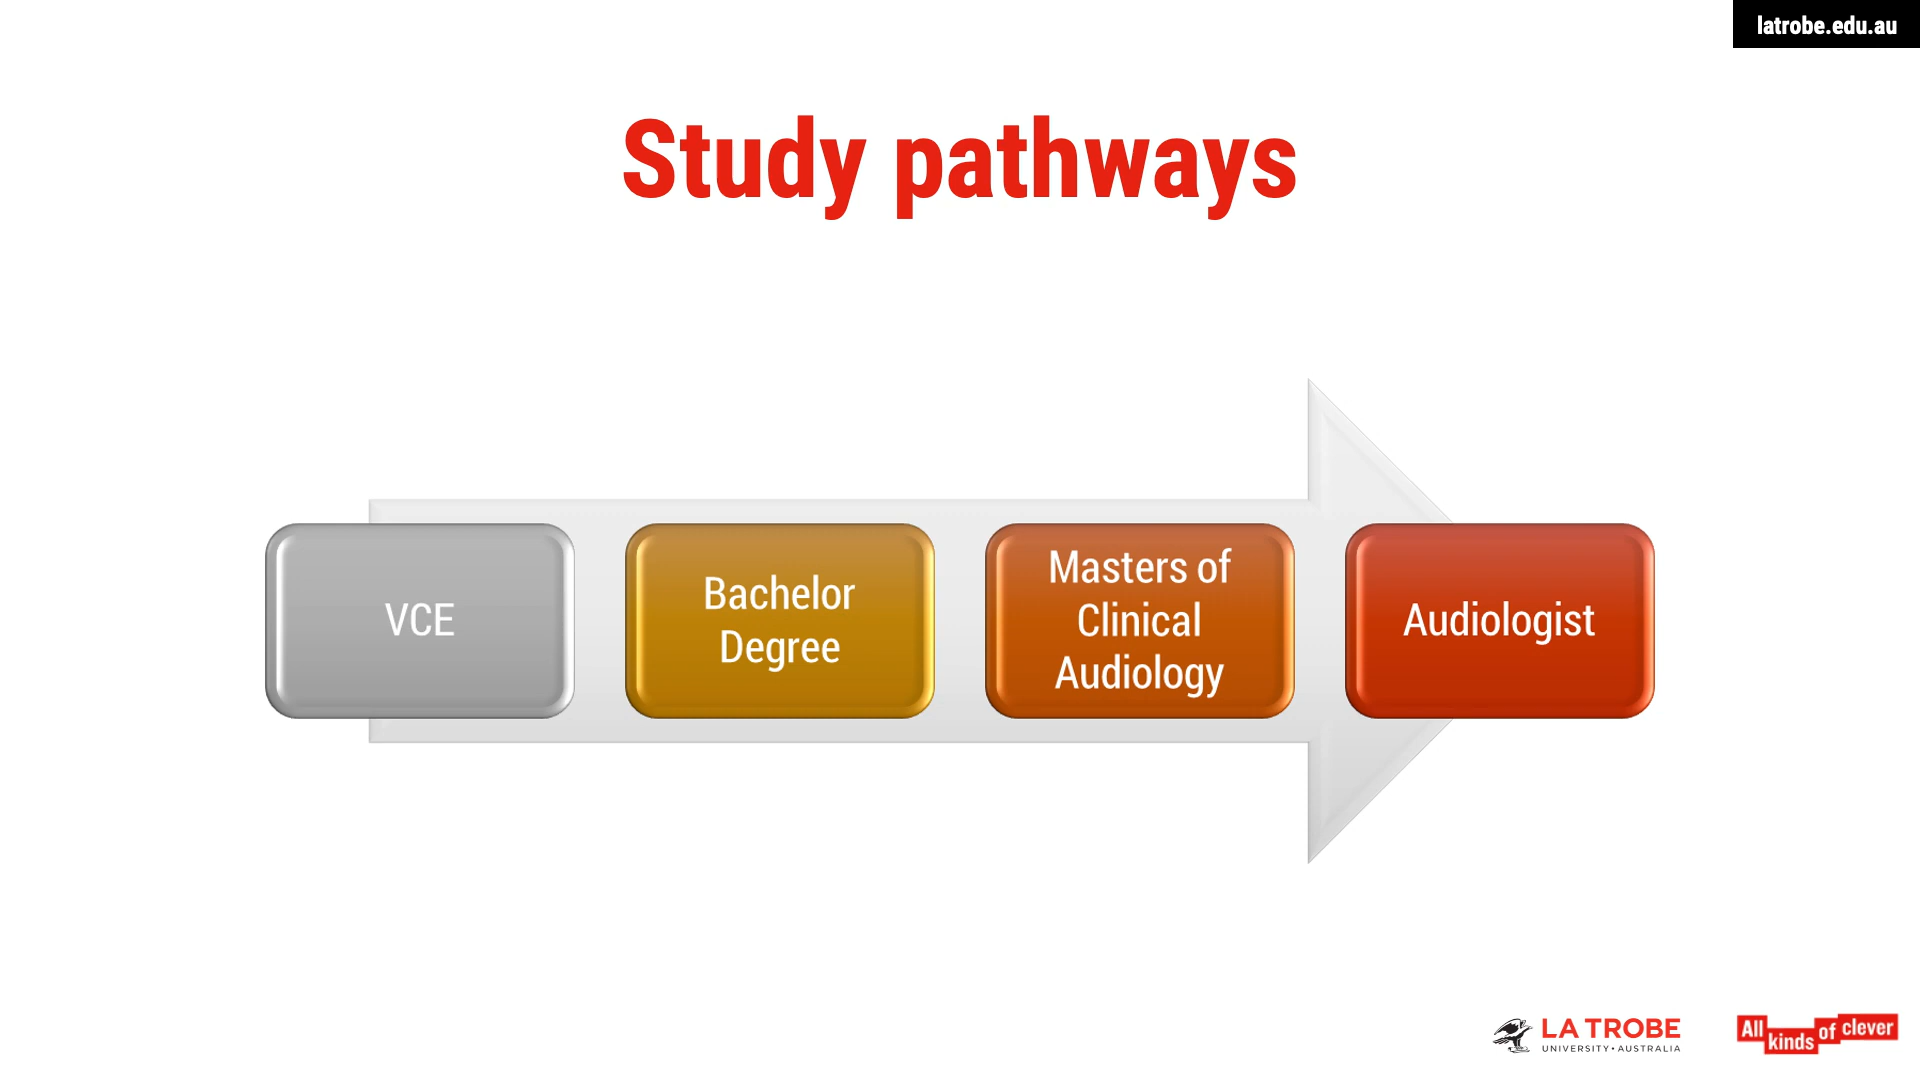 latrobe.edu.au
Study pathways
VCE
Bachelor
Degree
Masters of
Clinical
Audiology
Audiologist
LA TROBE
UNIVERSITY • AUSTRALIA
All kinds of clever